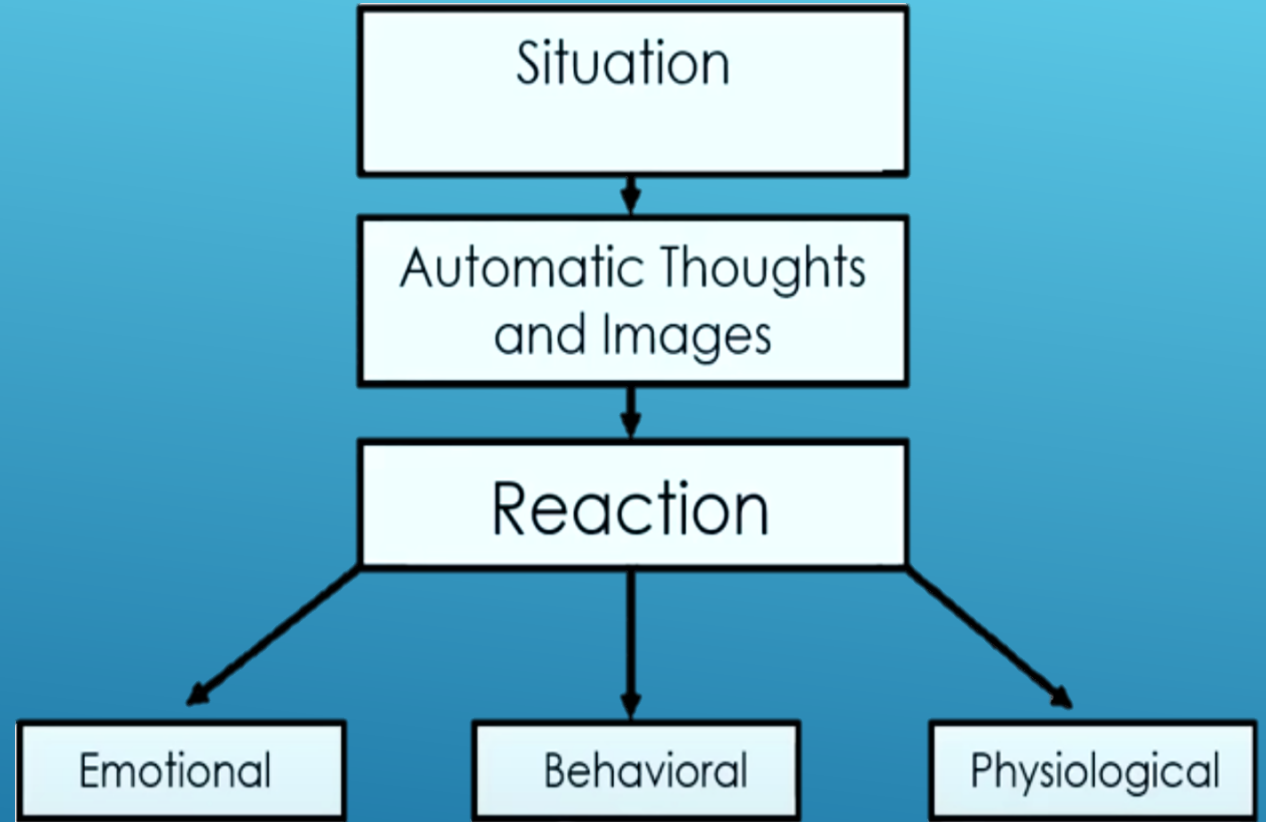 Situation
Automatic Thoughts
and Images
Reaction
Emotional
Behavioral
Physiological